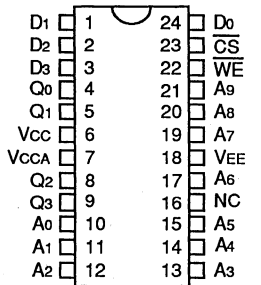 D1 1 24 D0
D2 2 23 CS
D3 3 22 WE
Q0 4 21 A9
Q1 5 20 A8
VCC 6 19 A7
VCCA 7 18 VEE
Q2 8 17 A6
Q3 9 16 NC
A0 10 15 A5
A1 11 14 A4
A2 12 13 A3